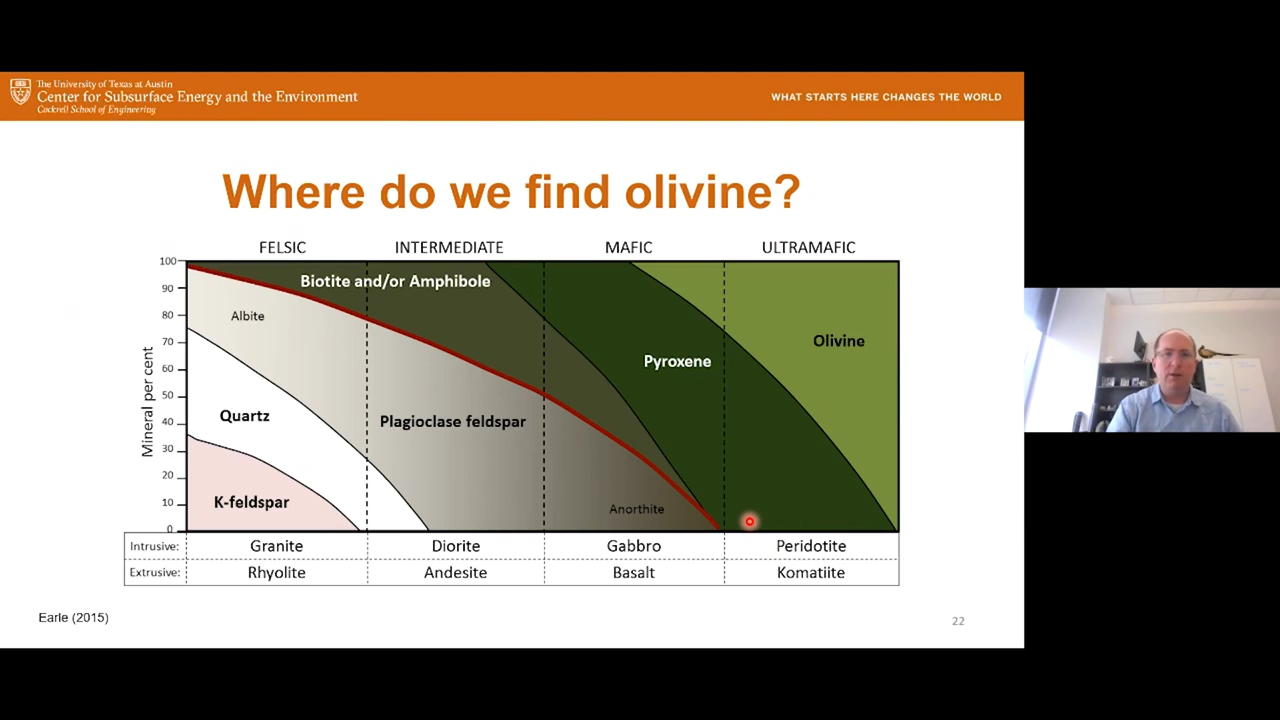 The University of Texas at Austin
Center for Subsurface Energy and the Environment
Cockrell School of Engineering
WHAT STARTS HERE CHANGES THE WORLD
Where do we find olivine?
FELSIC INTERMEDIATE MAFIC ULTRAMAFIC
Mineral per cent
100
90
80
70
60
50
40
30
20
10
0
Biotite and/or Amphibole
Albite
Olivine
Pyroxene
Quartz
Plagioclase feldspar
K-feldspar
Anorthite
Intrusive: Granite Diorite Gabbro Peridotite
Extrusive: Rhyolite Andesite Basalt Komatiite
Earle (2015)
22